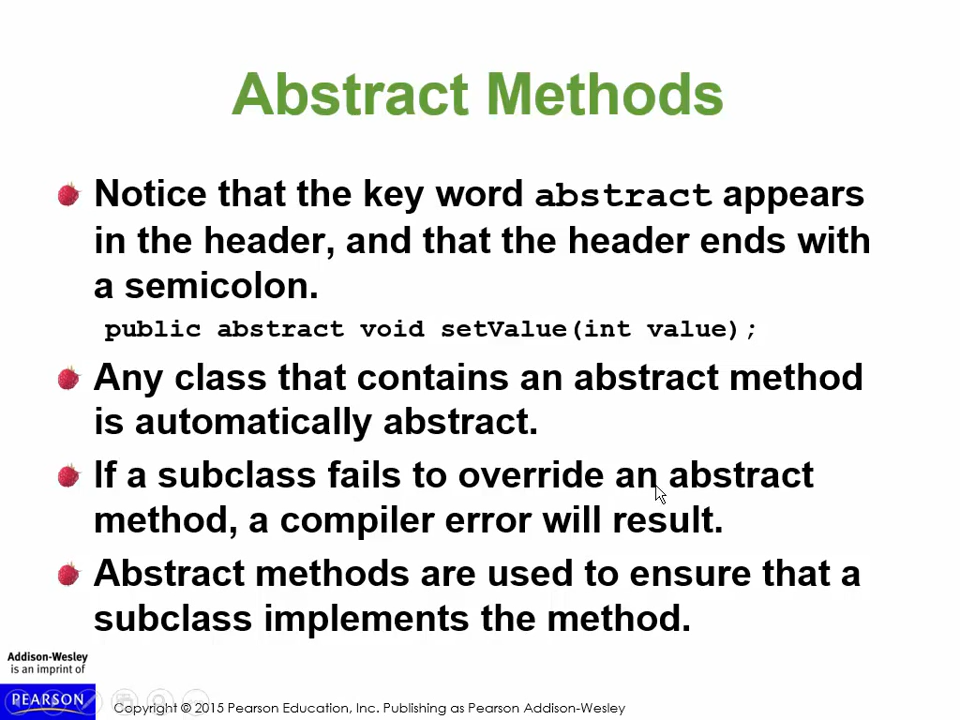 Abstract Methods
Notice that the key word abstract appears
in the header, and that the header ends with
a semicolon.
public abstract void setValue(int value);
Any class that contains an abstract method
is automatically abstract.
If a subclass fails to override an abstract
method, a compiler error will result.
Abstract methods are used to ensure that a
subclass implements the method.
Addison-Wesley
is an imprint of
PEARSON
Copyright © 2015 Pearson Education, Inc. Publishing as Pearson Addison-Wesley